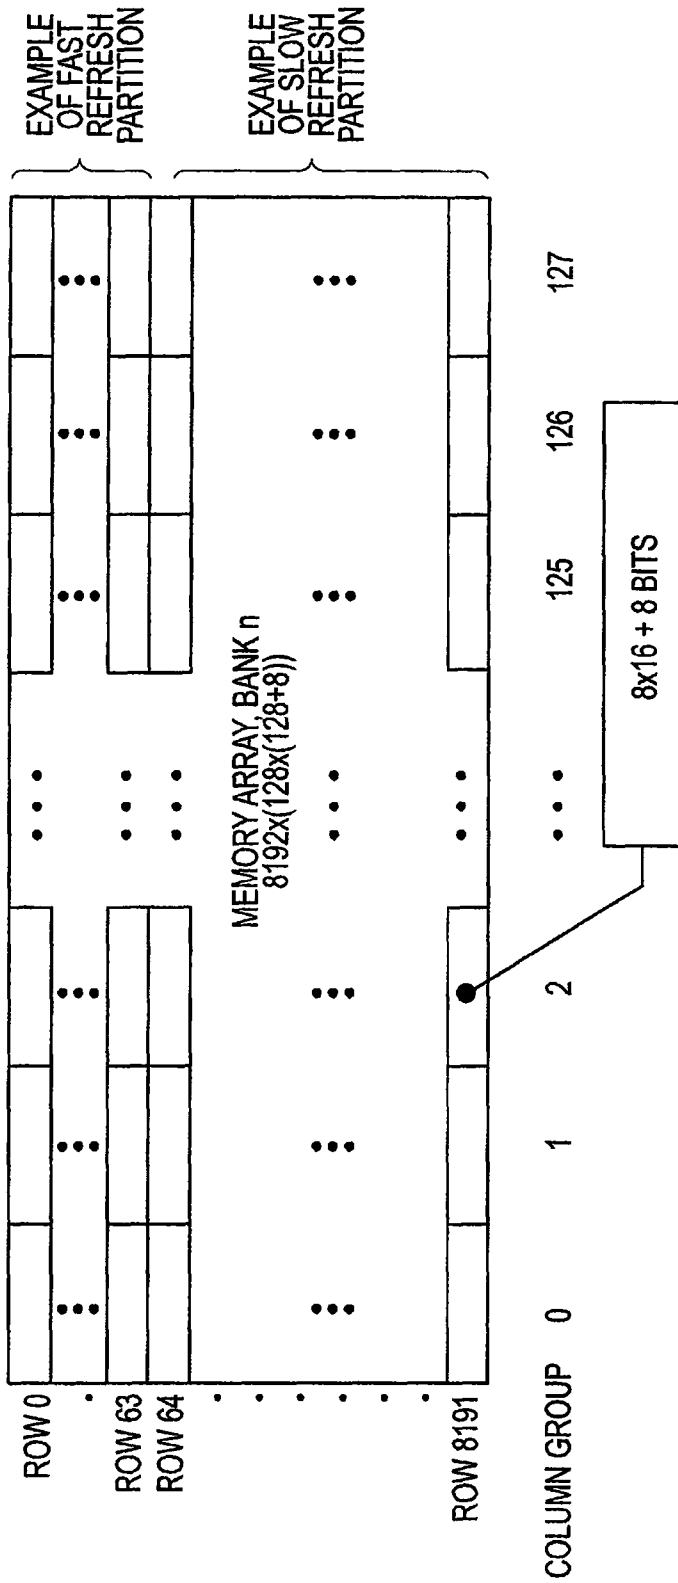 EXAMPLE
OF FAST
REFRESH
PARTITION
EXAMPLE
OF SLOW
REFRESH
PARTITION
ROW 0
ROW 63
ROW 64
MEMORY ARRAY, BANK n
8192x(128x(128+8))
ROW 8191
COLUMN GROUP 0 1 2 125 126 127
8x16 + 8 BITS